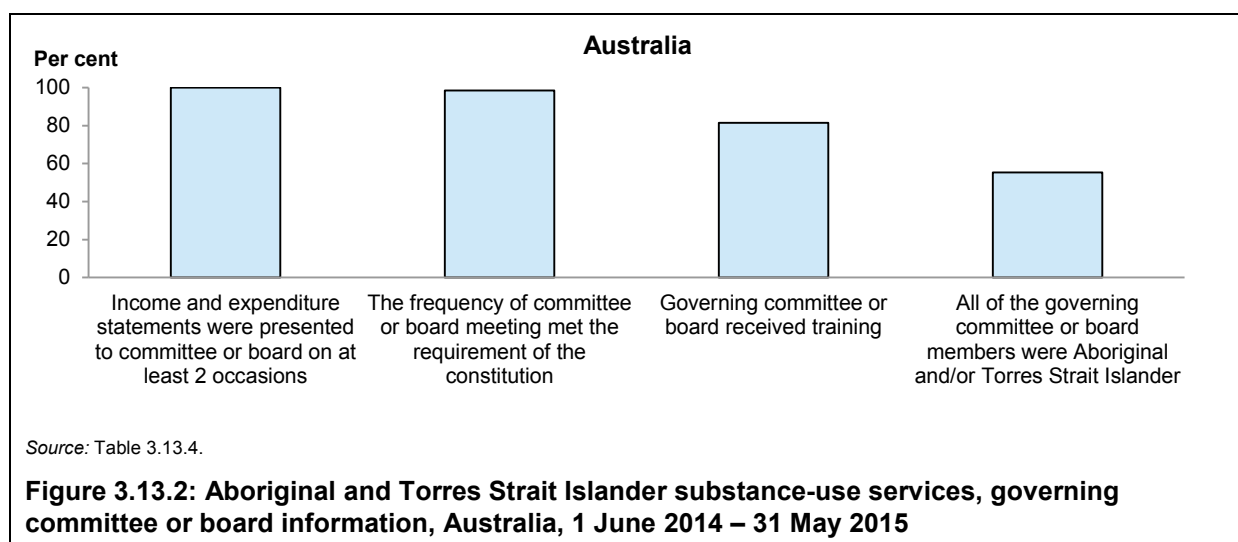 Australia
Per cent
100
80
60
40
20
0
Income and expenditure
statements were presented
to committee or board on at
least 2 occasions
The frequency of committee
or board meeting met the
requirement of the
constitution
Governing committee or
board received training
All of the governing
committee or board
members were Aboriginal
and/or Torres Strait Islander
Source: Table 3.13.4.
Figure 3.13.2: Aboriginal and Torres Strait Islander substance-use services, governing
committee or board information, Australia, 1 June 2014 – 31 May 2015